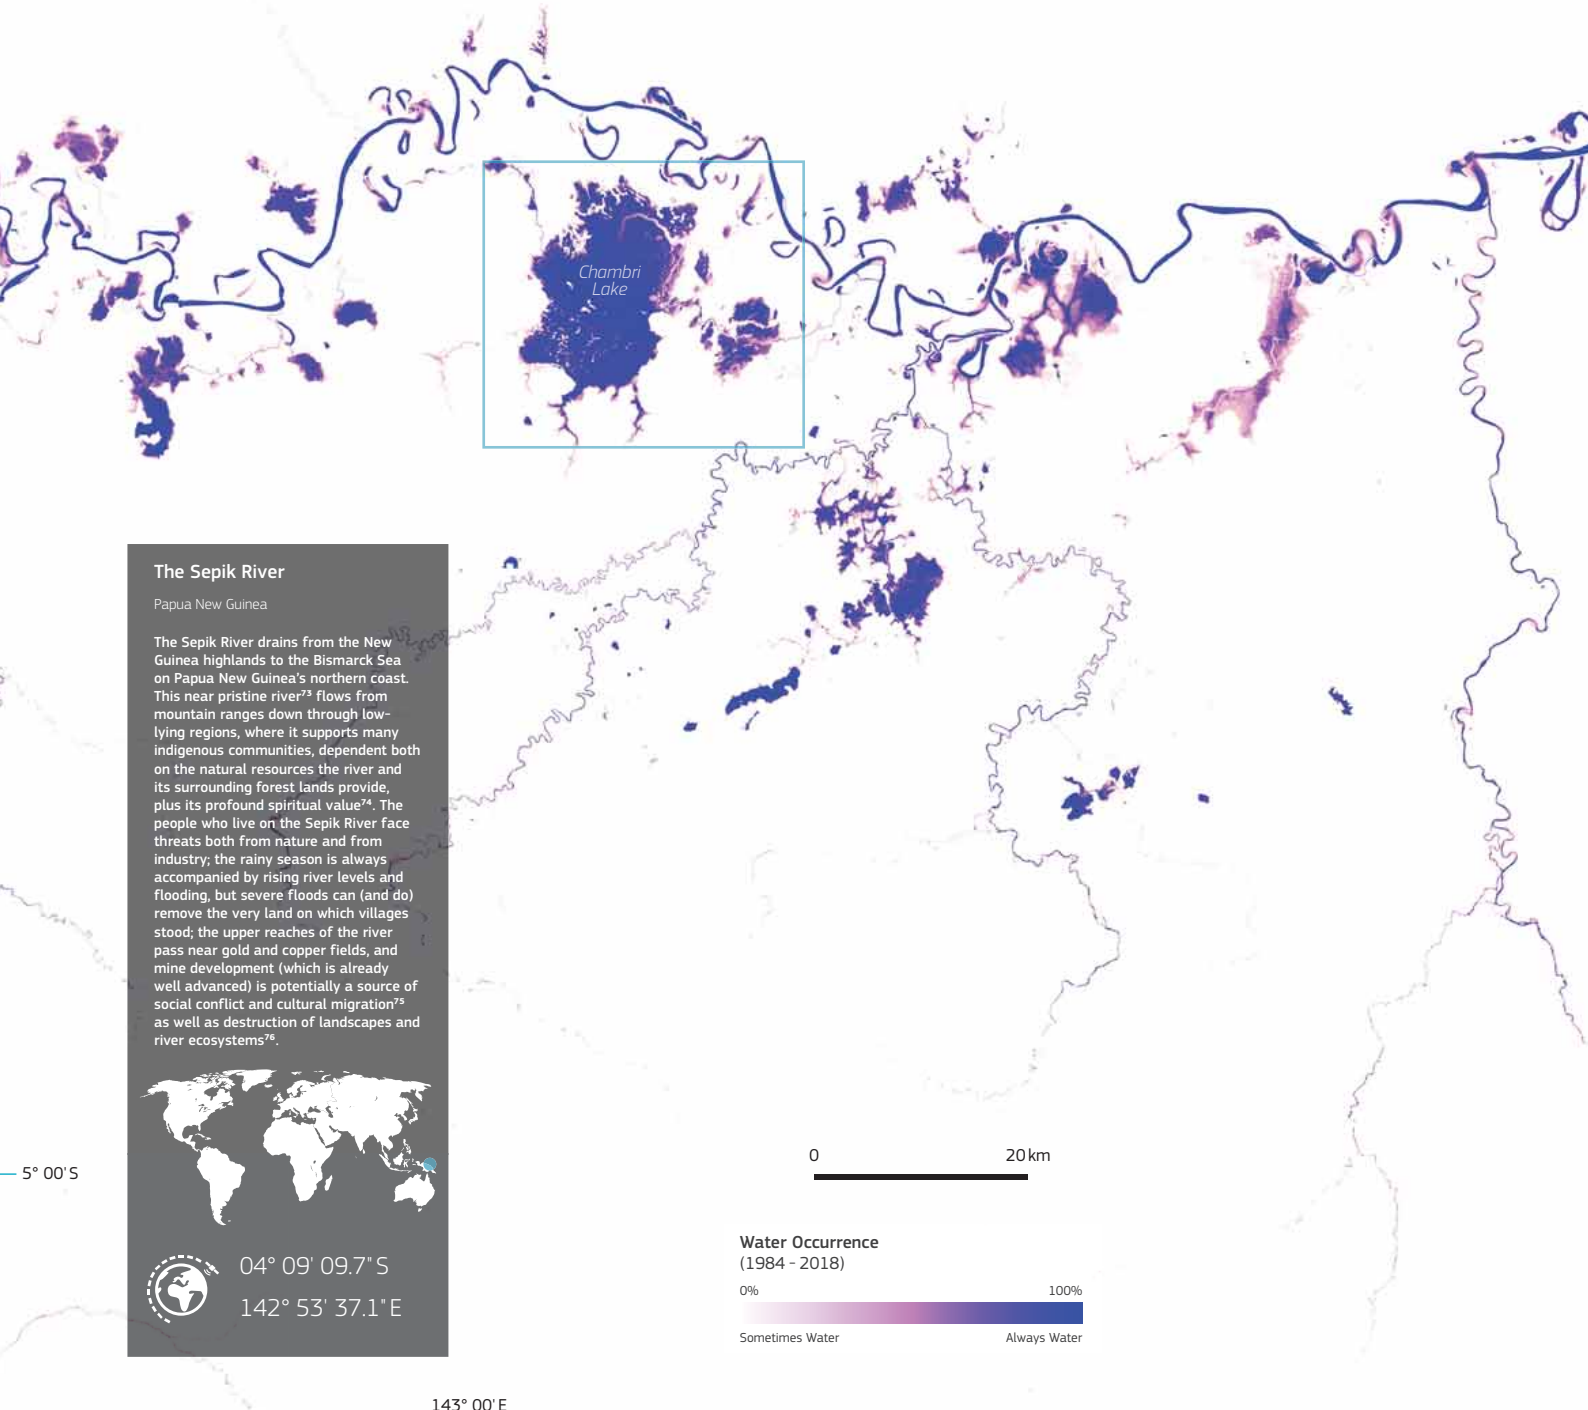 Chambri
Lake
The Sepik River
Papua New Guinea
The Sepik River drains from the New
Guinea highlands to the Bismarck Sea
on Papua New Guinea's northern coast.
This near pristine river⁷³ flows from
mountain ranges down through low-
lying regions, where it supports many
indigenous communities, dependent both
on the natural resources the river and
its surrounding forest lands provide,
plus its profound spiritual value⁷⁴. The
people who live on the Sepik River face
threats both from nature and from
industry; the rainy season is always
accompanied by rising river levels and
flooding, but severe floods can (and do)
remove the very land on which villages
stood; the upper reaches of the river
pass near gold and copper fields, and
mine development (which is already
well advanced) is potentially a source of
social conflict and cultural migration⁷⁵
as well as destruction of landscapes and
river ecosystems⁷⁶.
5° 00' S
04° 09' 09.7" S
142° 53' 37.1" E
0 20 km
Water Occurrence
(1984 - 2018)
0% 100%
Sometimes Water Always Water
143° 00' E